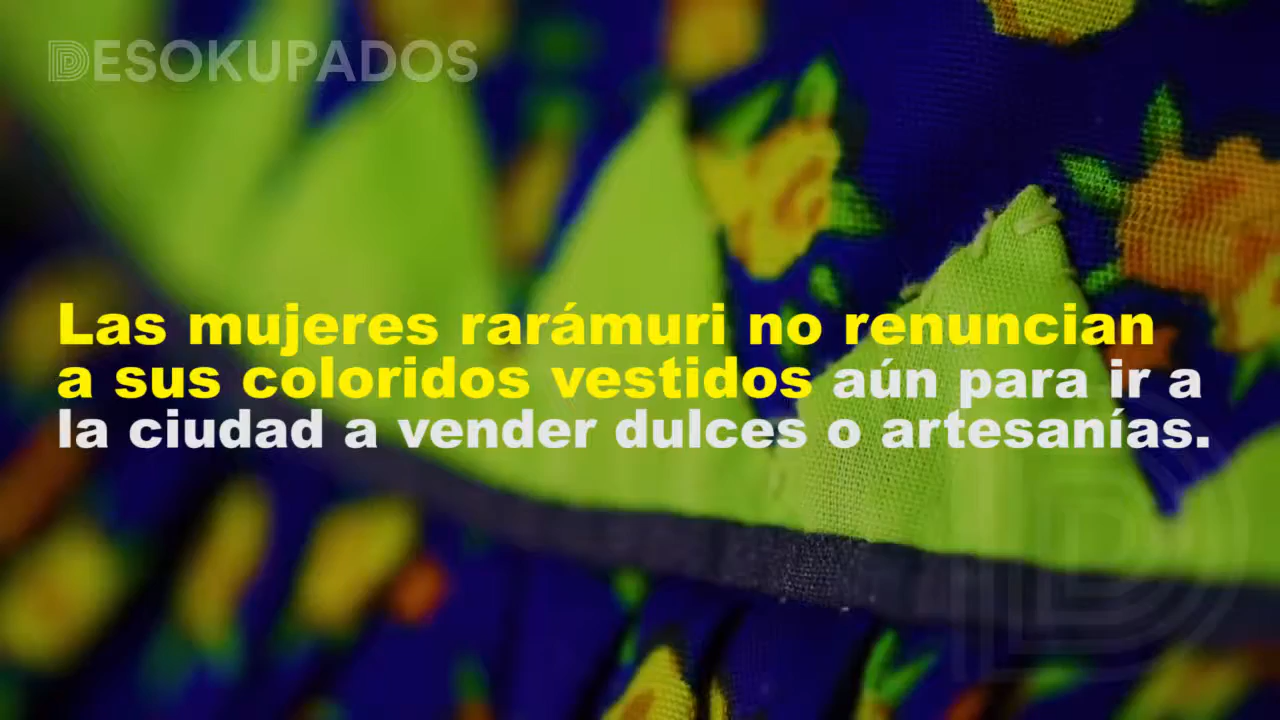 DESOKUPADOS
Las mujeres rarámuri no renuncian
a sus coloridos vestidos aún para ir a
la ciudad a vender dulces o artesanías.